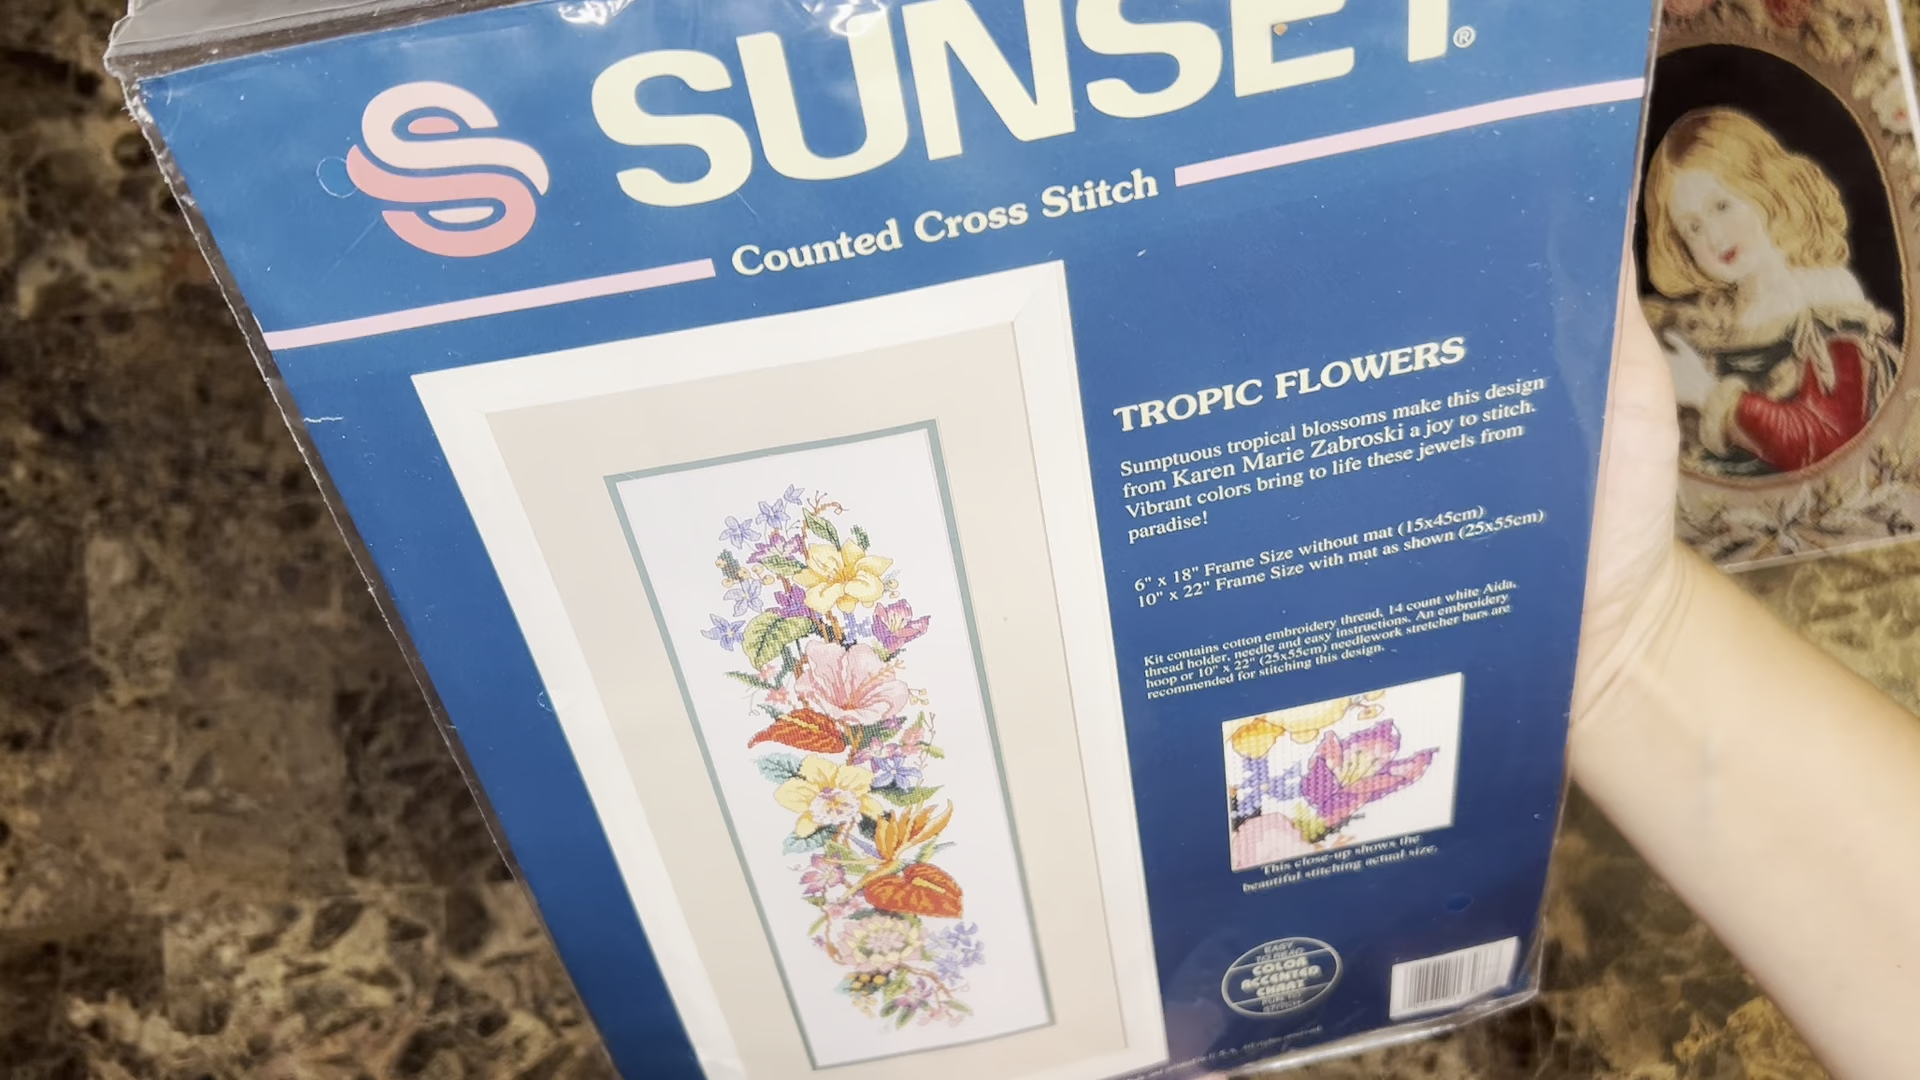 SUNSET®
Counted Cross Stitch
TROPIC FLOWERS
Sumptuous tropical blossoms make this design
from Karen Marie Zabroski a joy to stitch.
Vibrant colors bring to life these jewels from
paradise!
6" x 18" Frame Size without mat (15x45cm)
10" x 22" Frame Size with mat as shown (25x55cm)
Kit contains cotton embroidery thread, 14 count white Aida,
thread holder, needle and easy instructions. An embroidery
hoop or 10" x 22" (25x55cm) needlework stretcher bars are
recommended for stitching this design.
This close-up shows the
beautiful stitching actual size.
EASY
TO READ
COLOR
ACCENTED
CHART